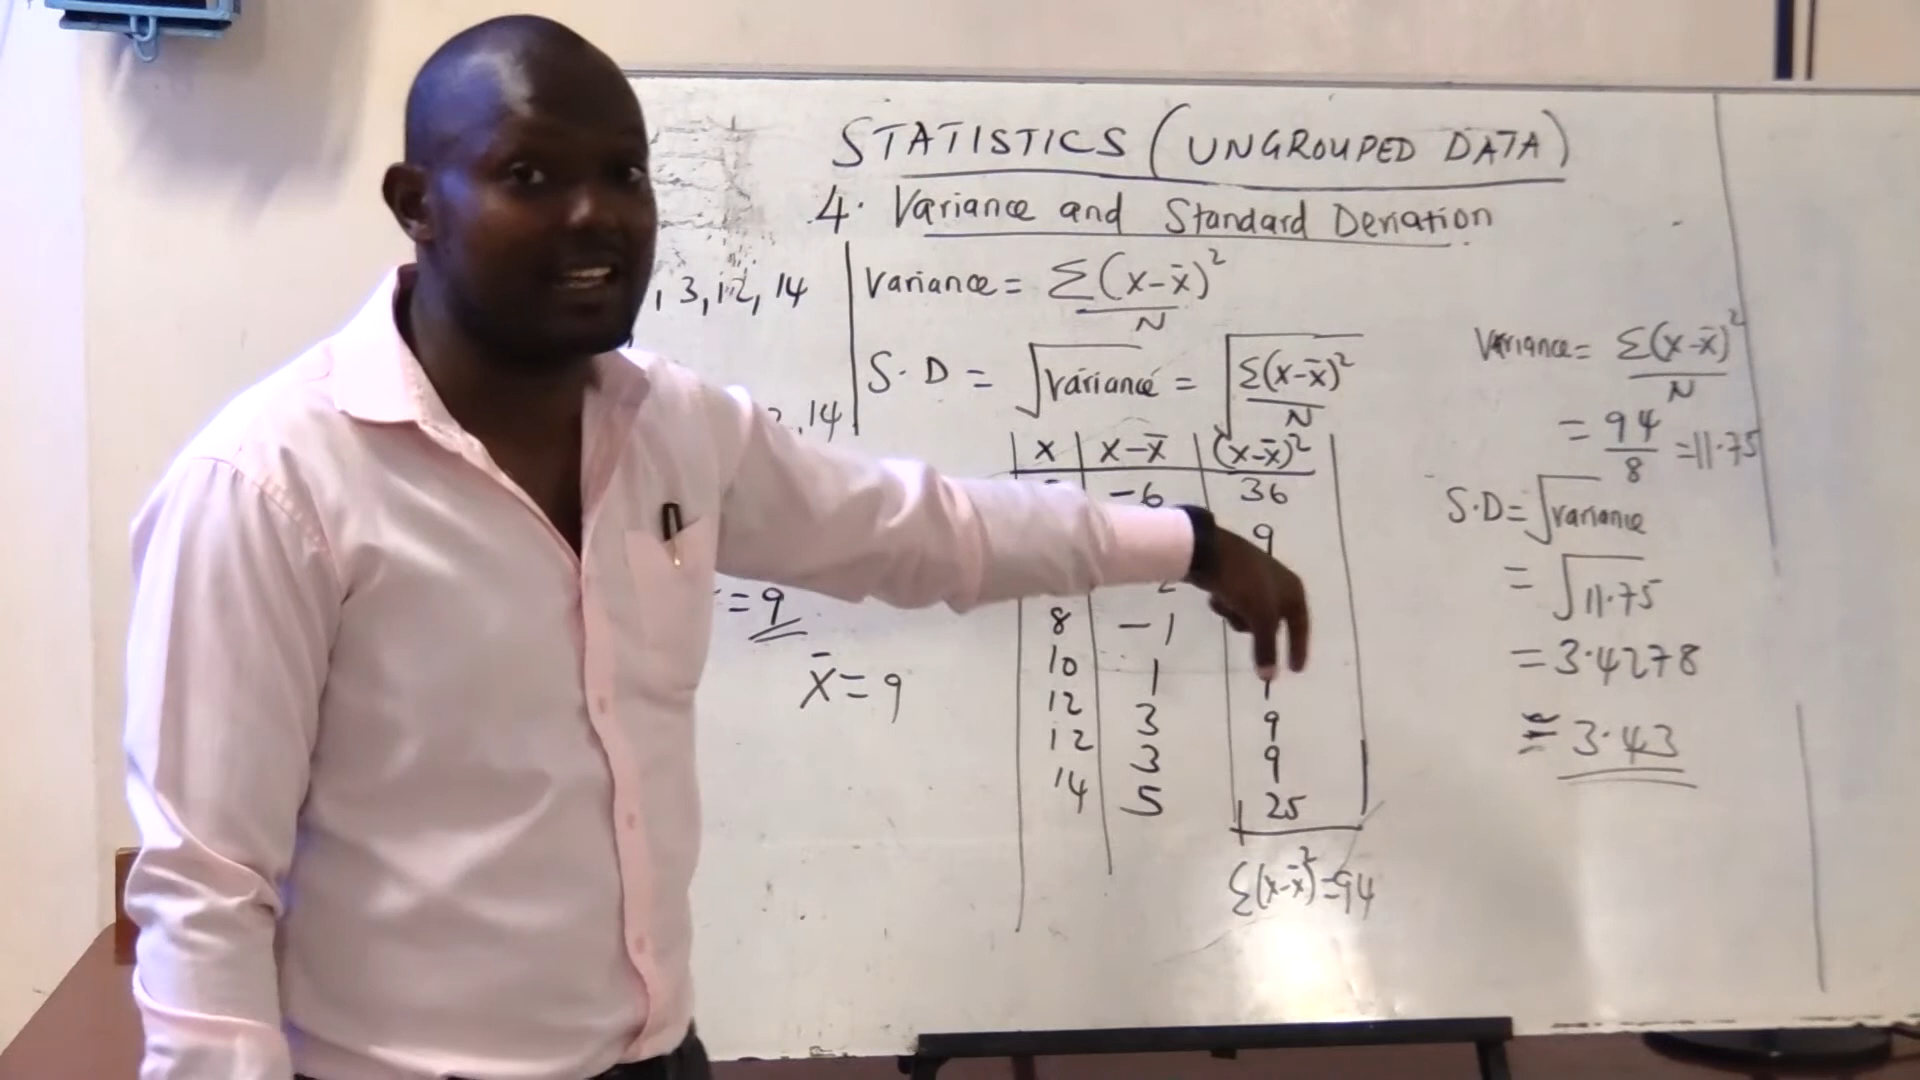 STATISTICS (UNGROUPED DATA)
4. Variance and Standard Deviation
, 3, 12, 14
, 14
= 9
x̄ = 9
Variance = Σ(x-x̄)²/N
S.D = √variance = √Σ(x-x̄)²/N
x | x-x̄ | (x-x̄)²
-6 36
9
8 -1
10 1 1
12 3 9
12 3 9
14 5 25
Σ(x-x̄)² = 94
Variance = Σ(x-x̄)²/N
= 94/8 = 11.75
S.D = √variance
= √11.75
= 3.4278
= 3.43